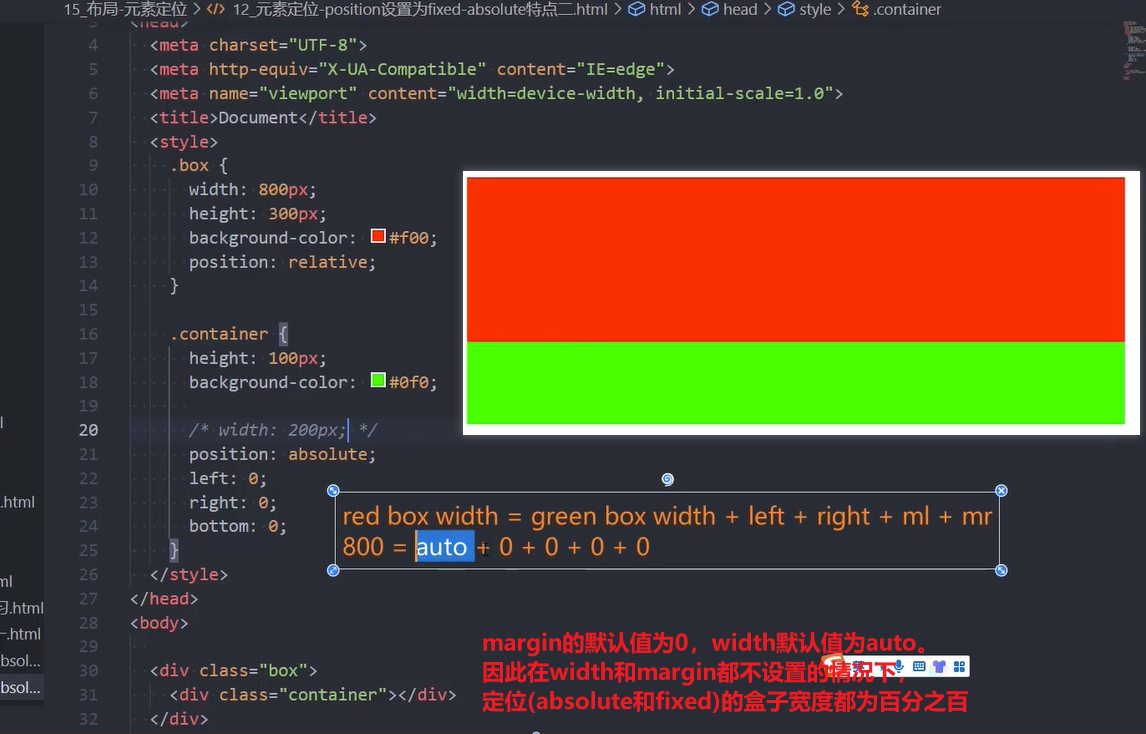 15_布局-元素定位 > </> 12_元素定位-position设置为fixed-absolute特点二.html > html > head > style > .container
3 <head>
4 <meta charset="UTF-8">
5 <meta http-equiv="X-UA-Compatible" content="IE=edge">
6 <meta name="viewport" content="width=device-width, initial-scale=1.0">
7 <title>Document</title>
8 <style>
9 .box {
10 width: 800px;
11 height: 300px;
12 background-color: #f00;
13 position: relative;
14 }
15
16 .container {
17 height: 100px;
18 background-color: #0f0;
19
20 /* width: 200px; */
21 position: absolute;
22 left: 0;
23 right: 0;
24 bottom: 0;
25 }
26 </style>
27 </head>
28 <body>
29
30 <div class="box">
31 <div class="container"></div>
32 </div>
l
.html
ml
习.html
一.html
bsol...
bsol...
red box width = green box width + left + right + ml + mr
800 = auto + 0 + 0 + 0 + 0
margin的默认值为0，width默认值为auto。
因此在width和margin都不设置的情况下，
定位(absolute和fixed)的盒子宽度都为百分之百